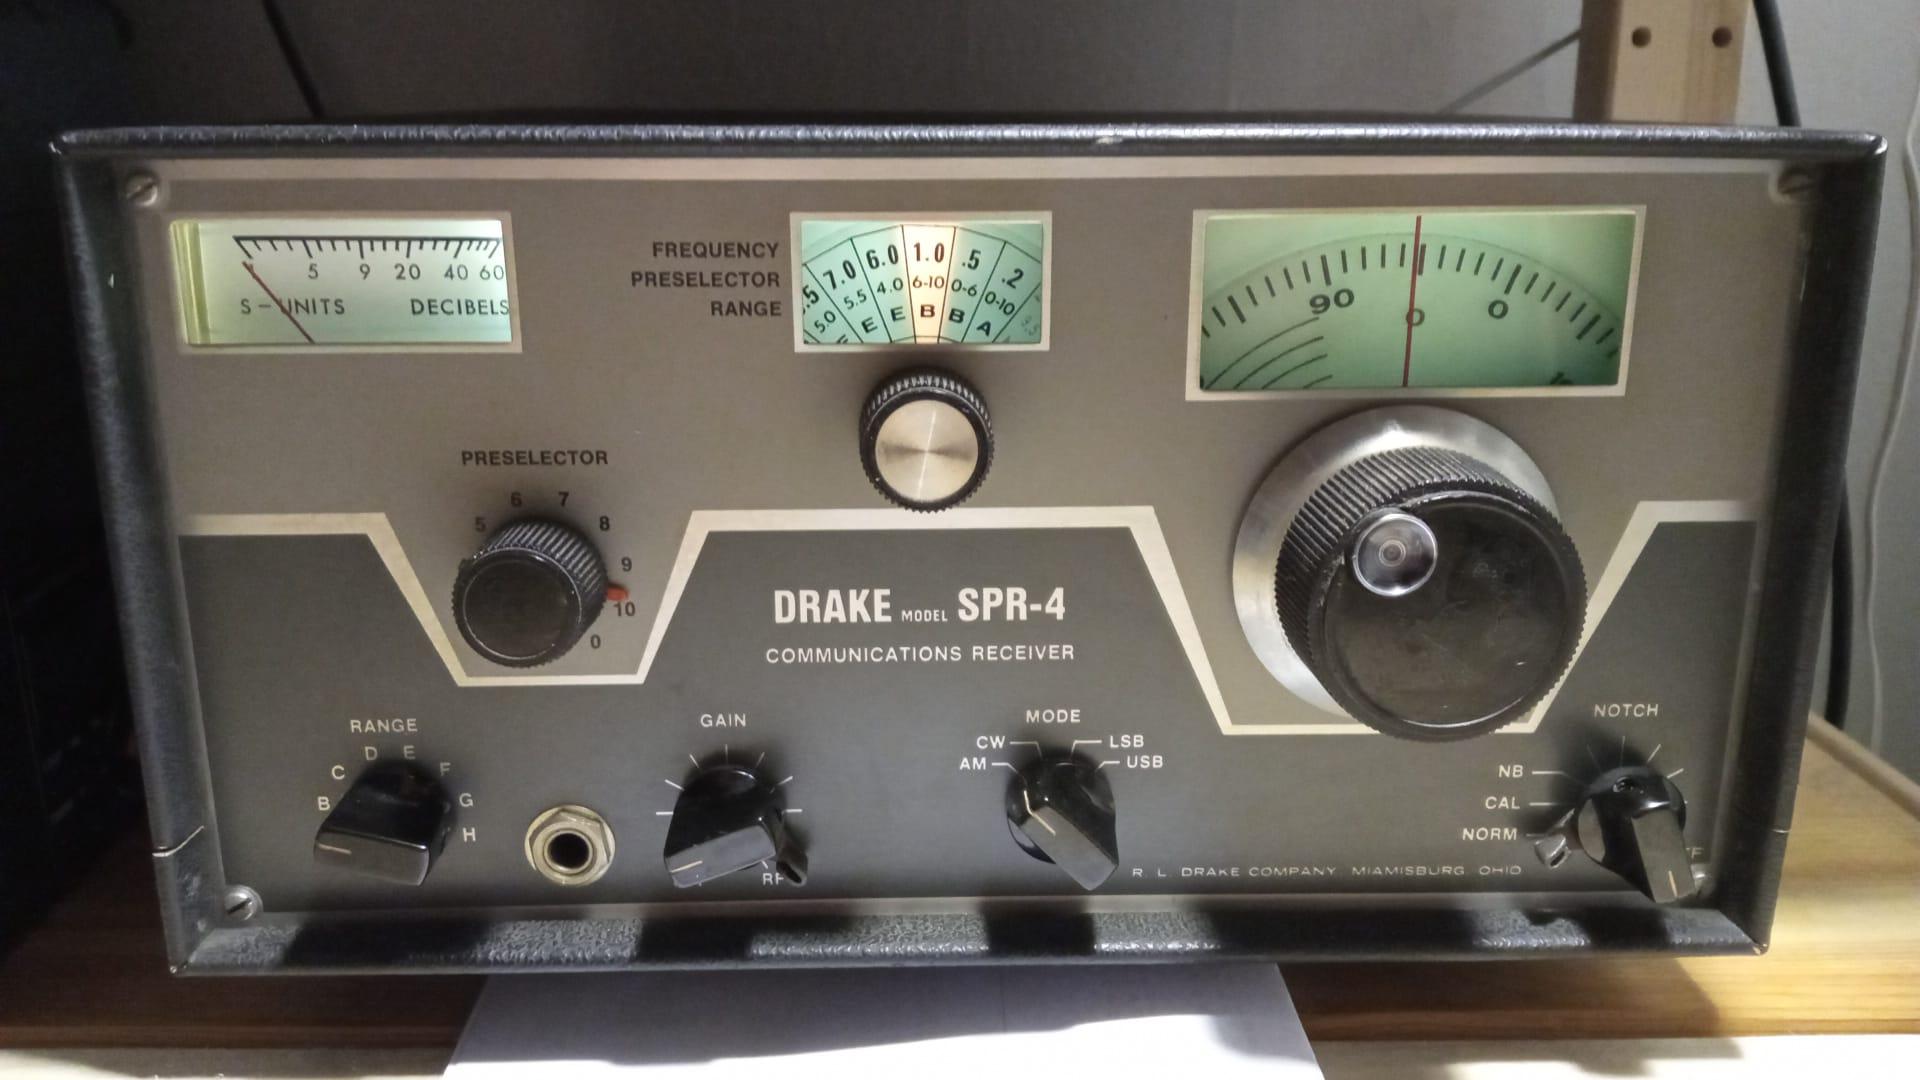 5 9 20 40 60
S-UNITS DECIBELS
FREQUENCY
PRESELECTOR
RANGE
.5 7.0 6.0 1.0 .5 .2
5.0 5.5 4.0 6-10 0-6 0-10
E E B B A
90 0 0
PRESELECTOR
5 6 7 8 9 10 0
DRAKE MODEL SPR-4
COMMUNICATIONS RECEIVER
RANGE
B C D E F G H
GAIN
RF
MODE
CW LSB
AM USB
NOTCH
NB
CAL
NORM
R. L. DRAKE COMPANY MIAMISBURG OHIO